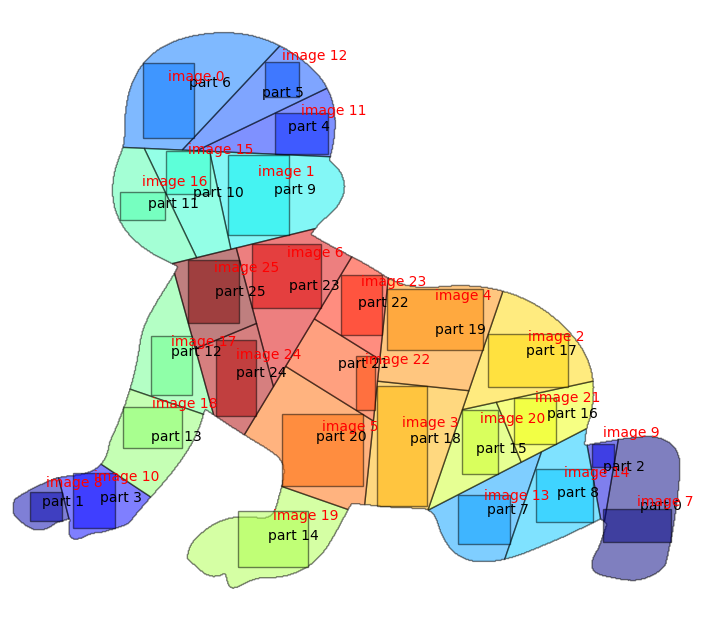 image 12
image 0
part 6
part 5
image 11
part 4
image 15
image 1
image 16
part 9
part 10
part 11
image 6
image 25
image 23
part 23
part 25
image 4
part 22
part 19
image 17
image 2
part 12
part 17
image 24
image 22
part 21
part 24
image 18
image 21
part 16
image 20
image 3
image 5
part 13
part 20
part 18
image 9
part 15
part 2
image 10
image 14
part 3
part 1
image 13
part 8
image 7
part 0
part 7
image 19
part 14